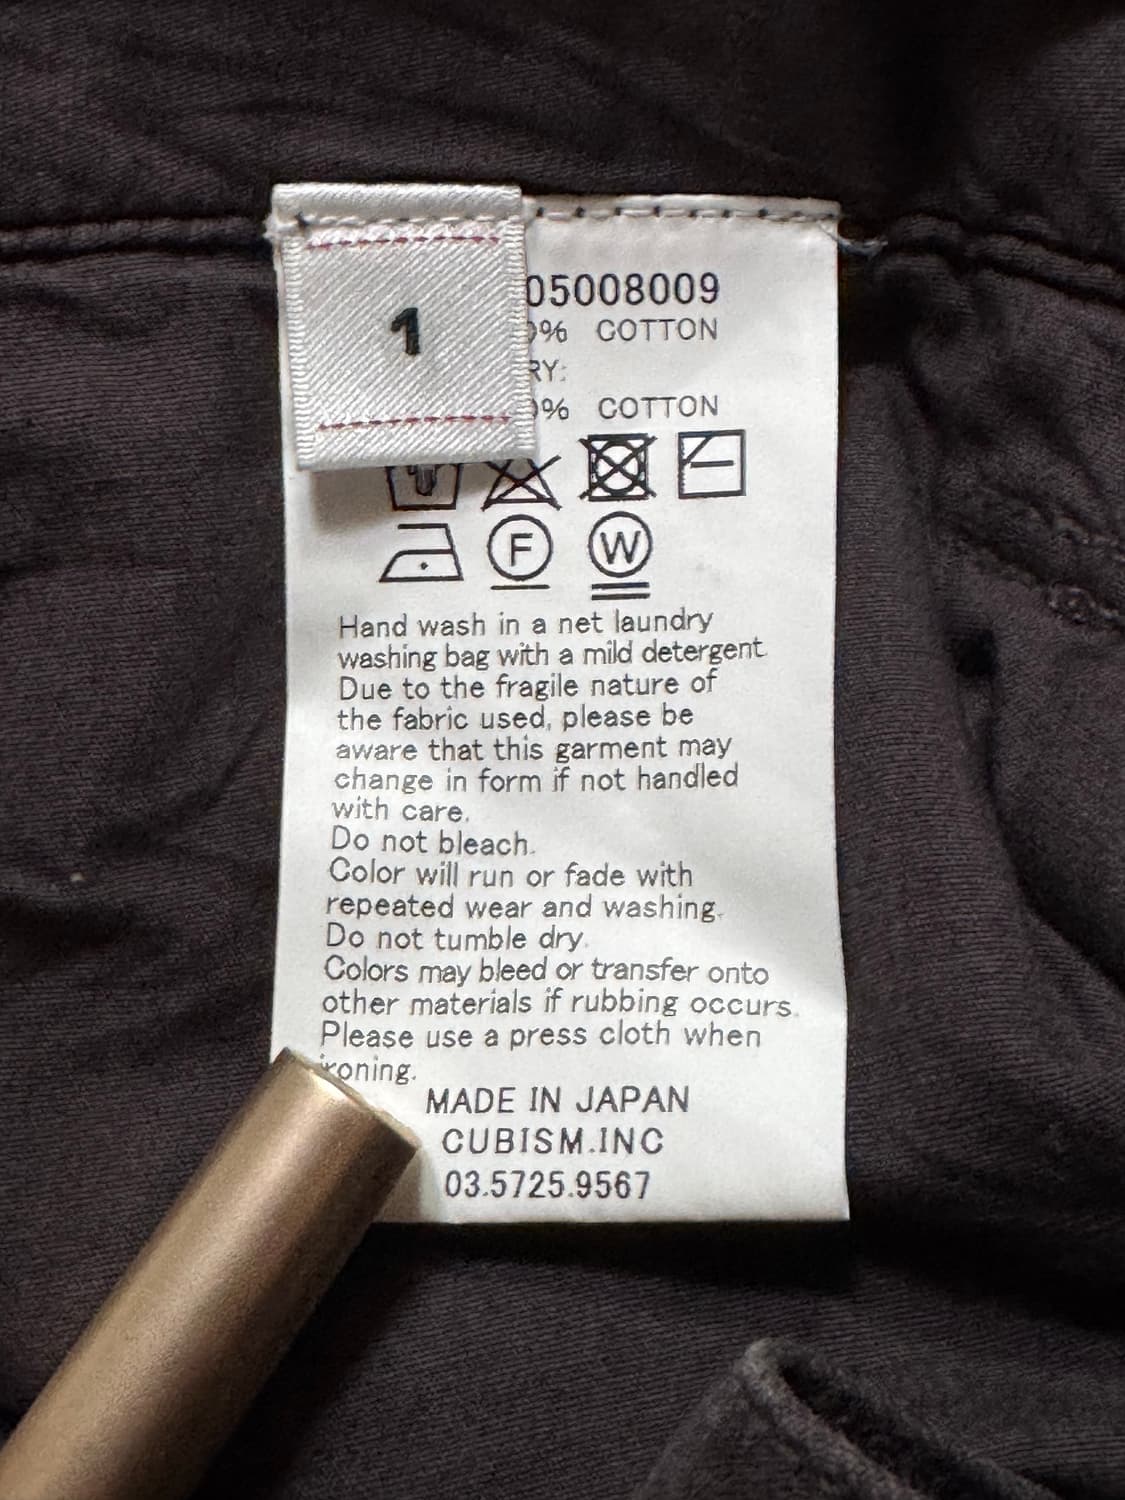 1
05008009
% COTTON
RY:
% COTTON
F W
Hand wash in a net laundry
washing bag with a mild detergent.
Due to the fragile nature of
the fabric used, please be
aware that this garment may
change in form if not handled
with care.
Do not bleach.
Color will run or fade with
repeated wear and washing.
Do not tumble dry.
Colors may bleed or transfer onto
other materials if rubbing occurs.
Please use a press cloth when
ironing.
MADE IN JAPAN
CUBISM.INC
03.5725.9567